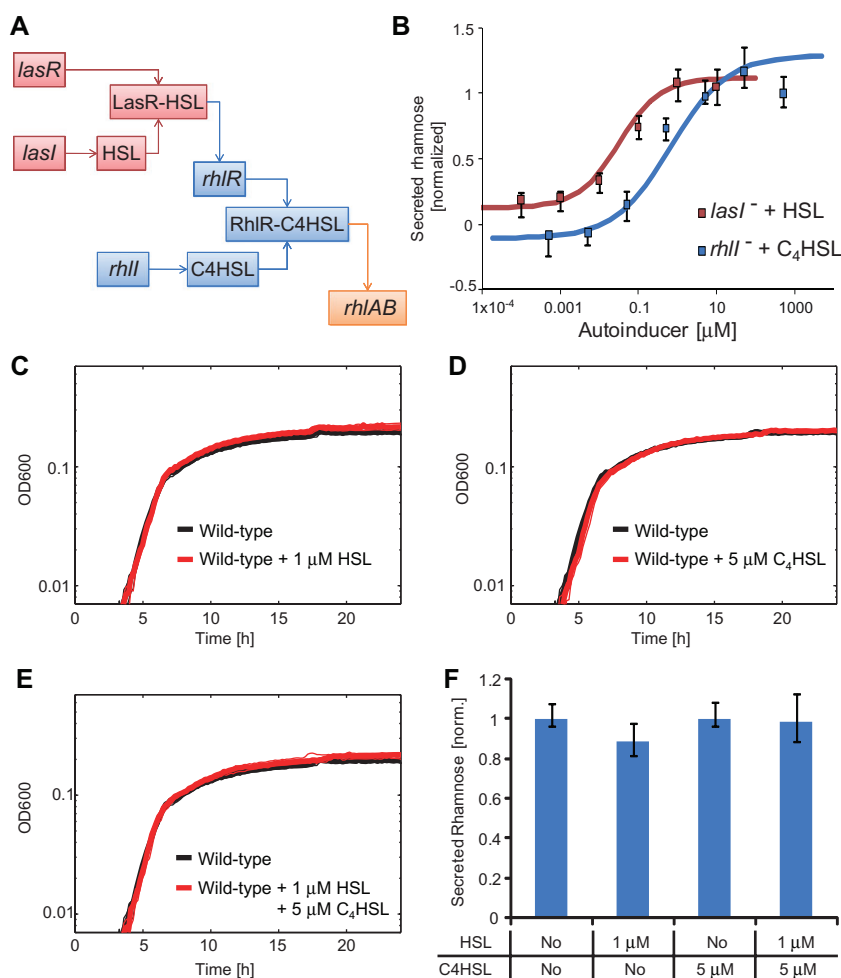 A
lasR
LasR-HSL
lasI
HSL
rhlR
RhlR-C4HSL
rhlI
C4HSL
rhlAB
B
Secreted rhamnose
[normalized]
1.5
1.0
0.5
0
-0.5
1x10⁻⁴
0.001
0.1
10
1000
Autoinducer [µM]
lasI⁻ + HSL
rhlI⁻ + C₄HSL
C
OD600
0.1
0.01
Wild-type
Wild-type + 1 µM HSL
0
5
10
15
20
Time [h]
D
OD600
0.1
0.01
Wild-type
Wild-type + 5 µM C₄HSL
0
5
10
15
20
Time [h]
E
OD600
0.1
0.01
Wild-type
Wild-type + 1 µM HSL
+ 5 µM C₄HSL
0
5
10
15
20
Time [h]
F
Secreted Rhamnose [norm.]
1.2
1
0.8
0.6
0.4
0.2
0
HSL No 1 µM No 1 µM
C4HSL No No 5 µM 5 µM